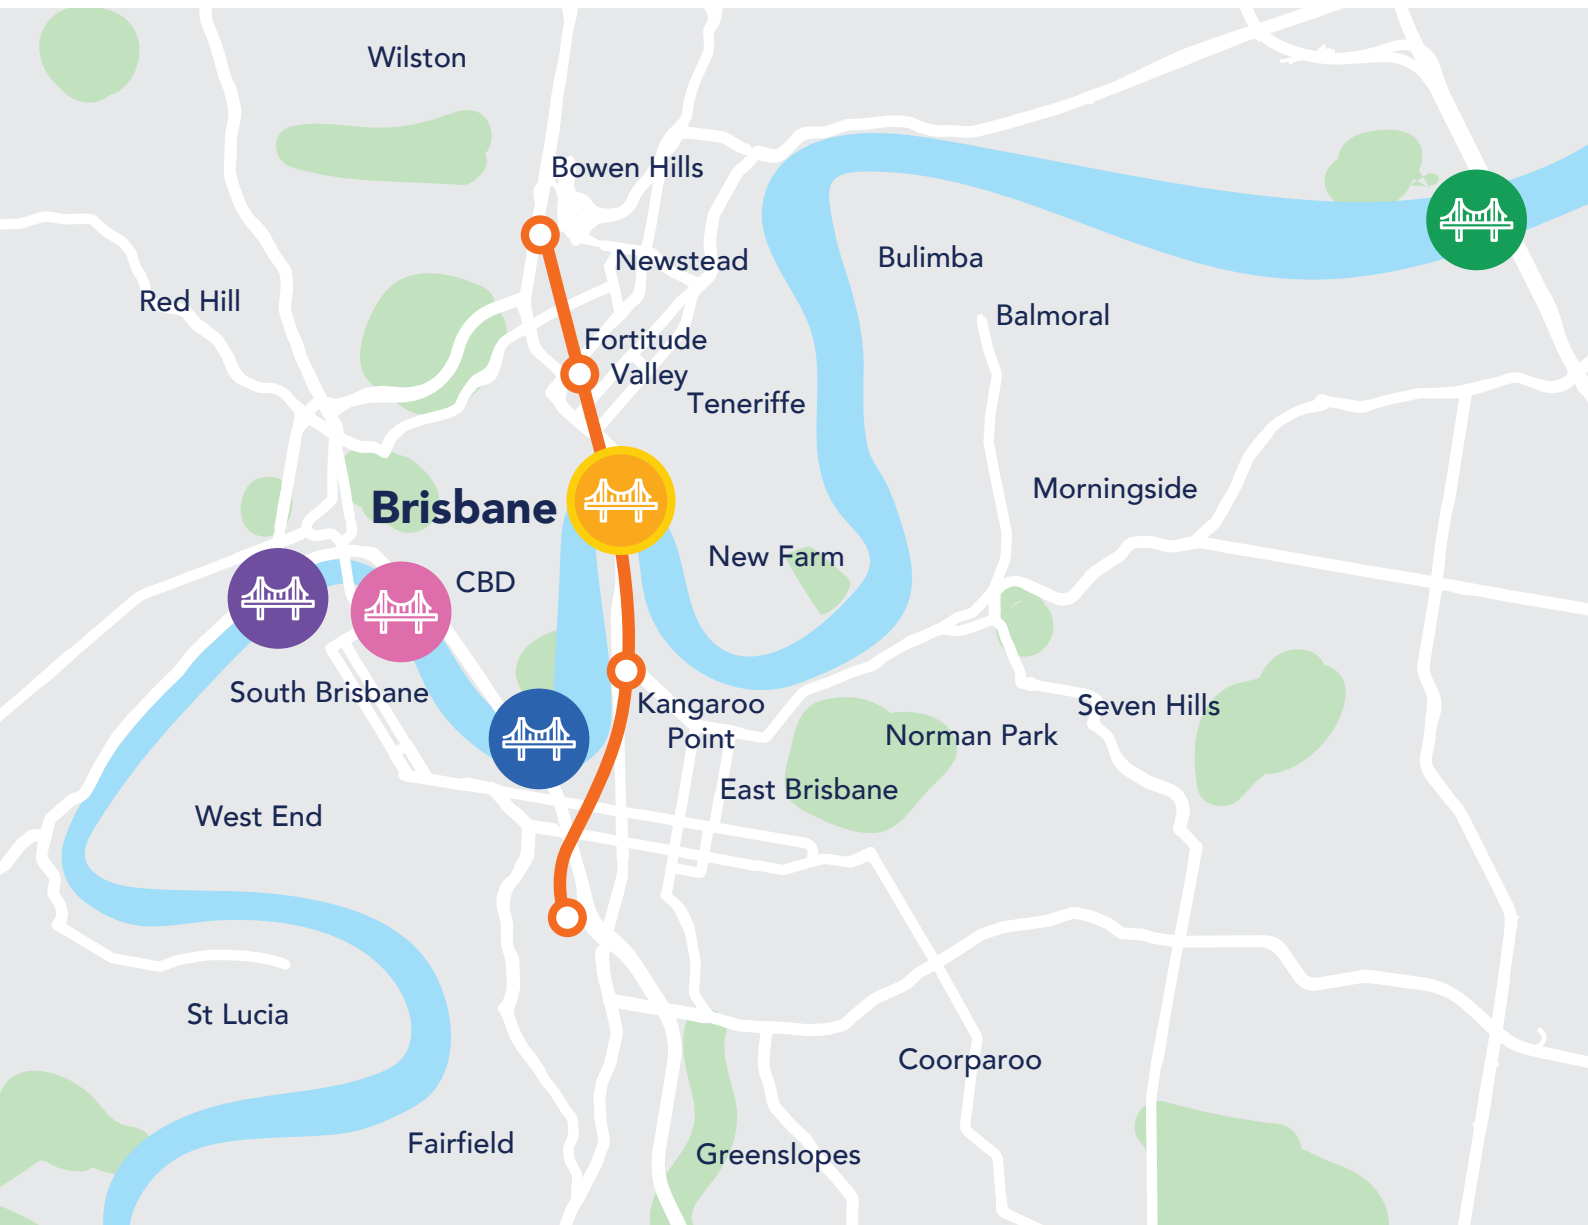 Wilston
Bowen Hills
Newstead
Bulimba
Red Hill
Balmoral
Fortitude
Valley
Teneriffe
Morningside
Brisbane
New Farm
CBD
South Brisbane
Kangaroo
Point
Seven Hills
Norman Park
East Brisbane
West End
St Lucia
Coorparoo
Fairfield
Greenslopes